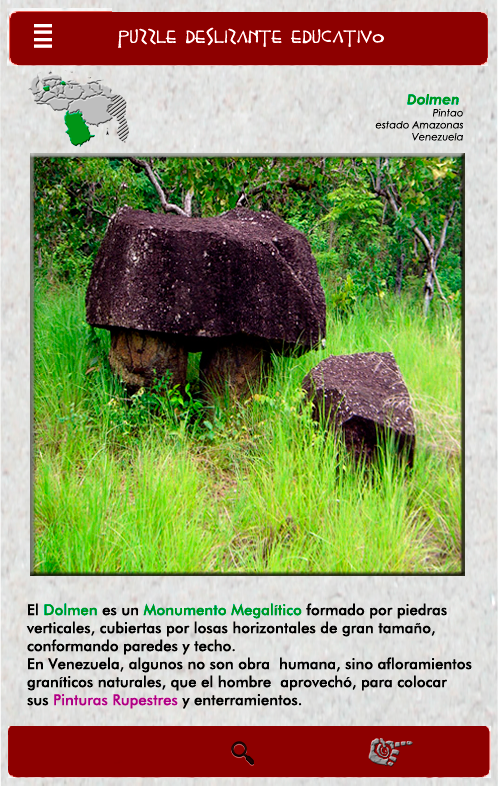 PUZZLE DESLIZANTE EDUCATIVO
Dolmen
Pintao
estado Amazonas
Venezuela
El Dolmen es un Monumento Megalítico formado por piedras
verticales, cubiertas por losas horizontales de gran tamaño,
conformando paredes y techo.
En Venezuela, algunos no son obra humana, sino afloramientos
graníticos naturales, que el hombre aprovechó, para colocar
sus Pinturas Rupestres y enterramientos.